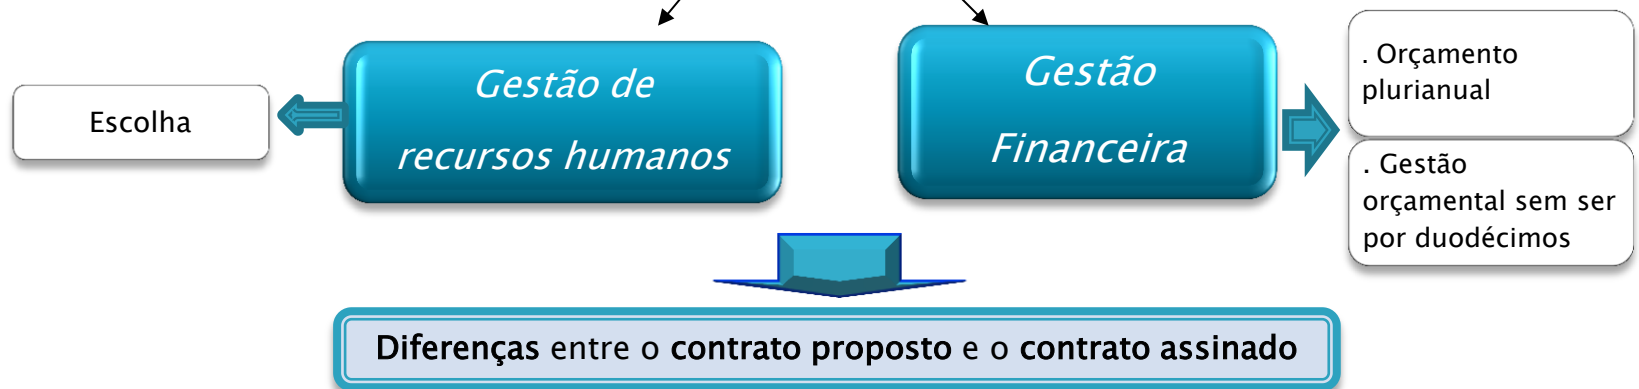 Escolha
Gestão de
recursos humanos
Gestão
Financeira
. Orçamento
plurianual
. Gestão
orçamental sem ser
por duodécimos
Diferenças entre o contrato proposto e o contrato assinado